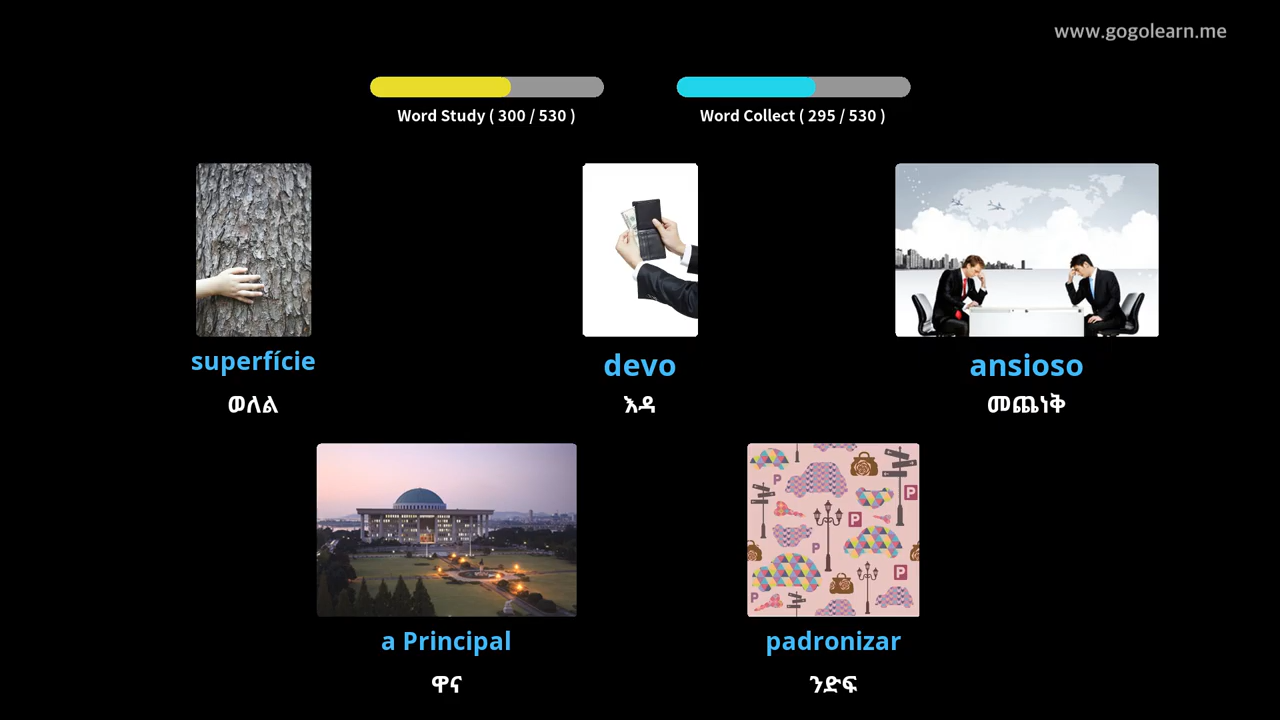 www.gogolearn.me
Word Study ( 300 / 530 )
Word Collect ( 295 / 530 )
superfície
ወለል
devo
እዳ
ansioso
መጨነቅ
P
P
P
P
P
P
a Principal
ዋና
padronizar
ንድፍ